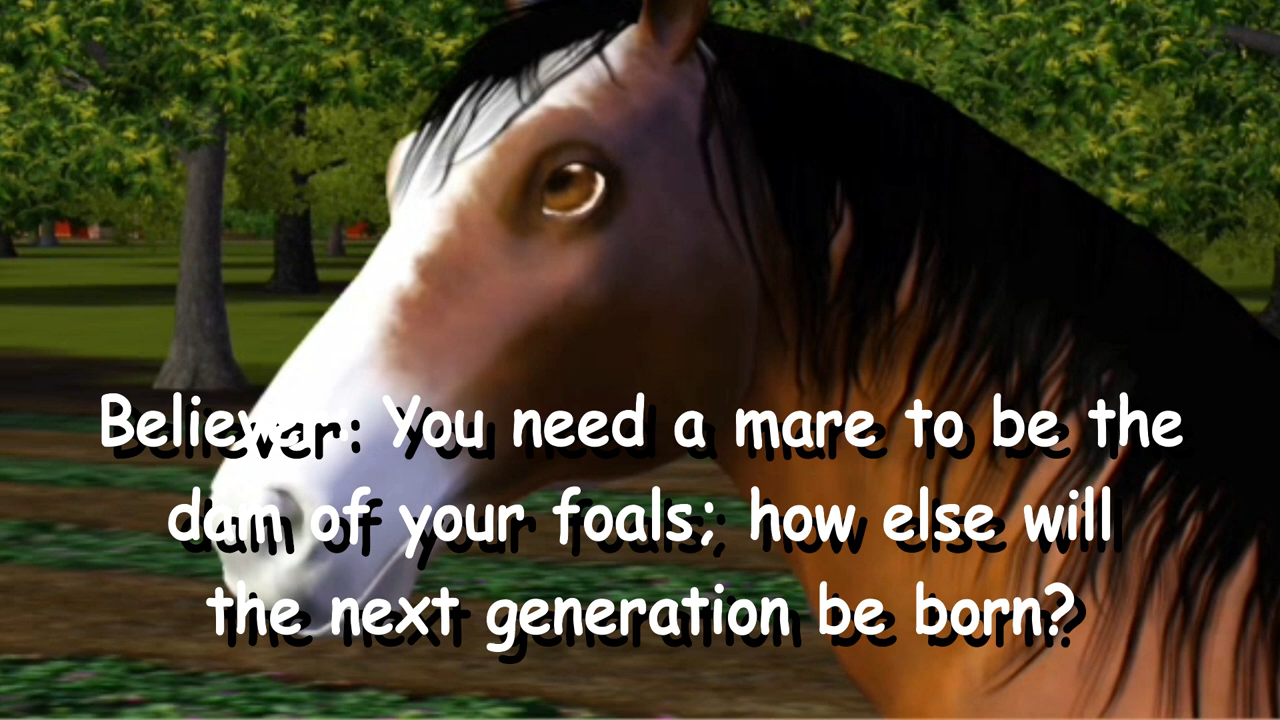 Believer: You need a mare to be the
dam of your foals; how else will
the next generation be born?